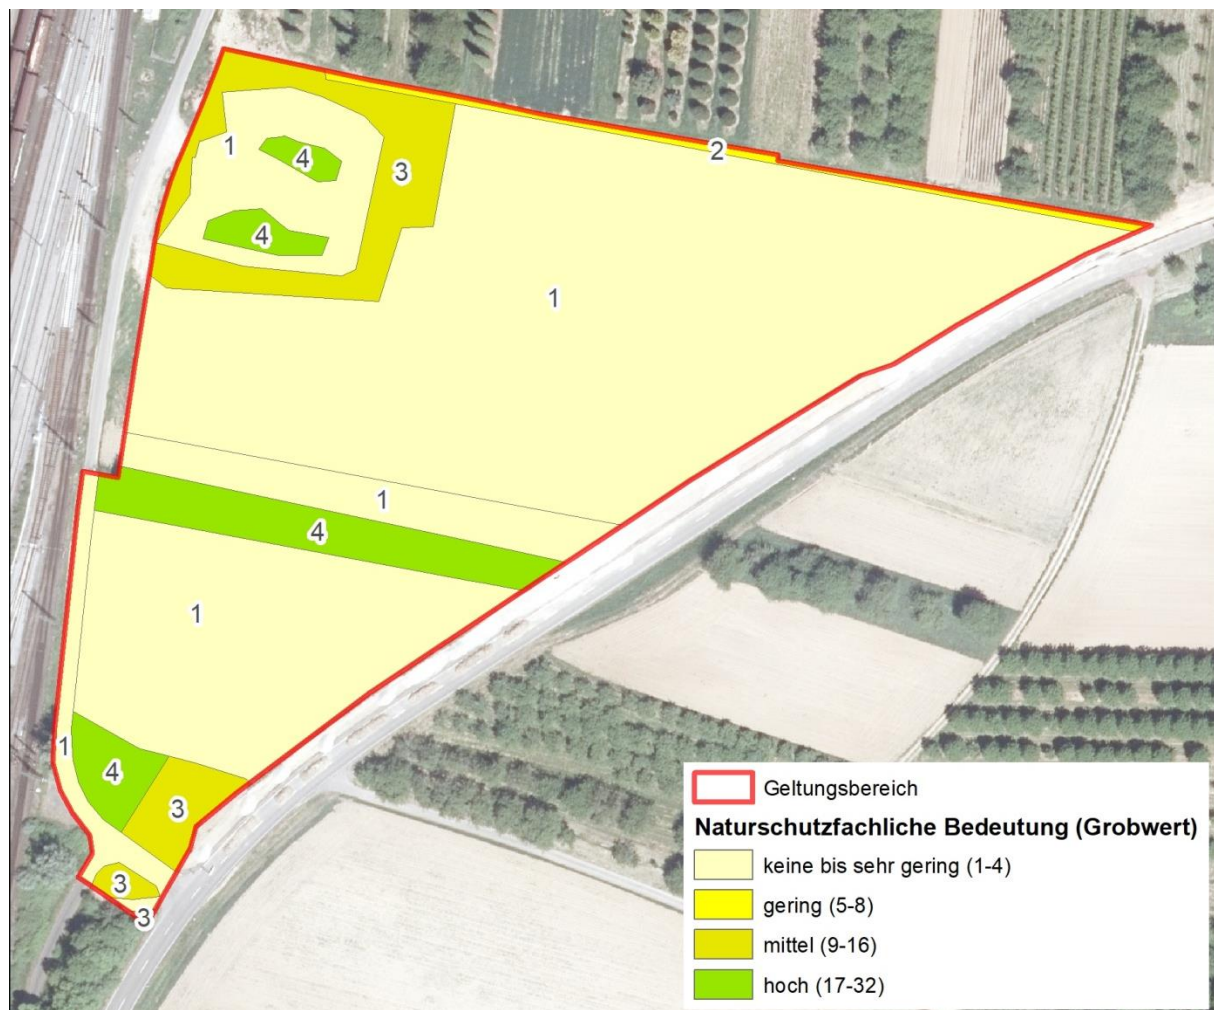 2
1
4
3
4
1
1
4
1
1
4
3
3
3
Geltungsbereich
Naturschutzfachliche Bedeutung (Grobwert)
keine bis sehr gering (1-4)
gering (5-8)
mittel (9-16)
hoch (17-32)